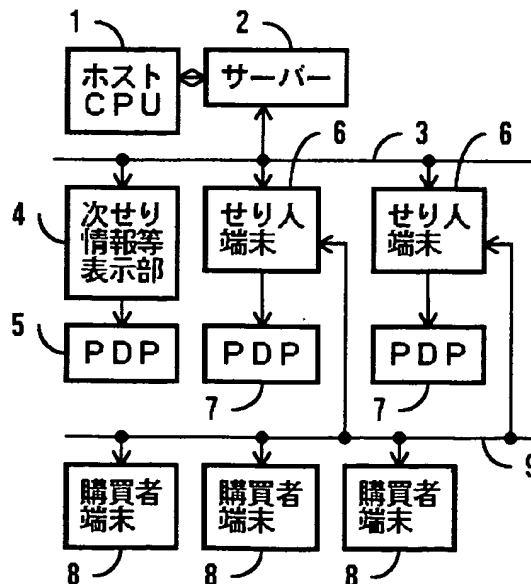 1
2
ホスト
CPU
サーバー
6
3
6
4
次せり
情報等
表示部
せり人
端末
せり人
端末
5
PDP
PDP
PDP
7
7
9
購買者
端末
購買者
端末
購買者
端末
8
8
8